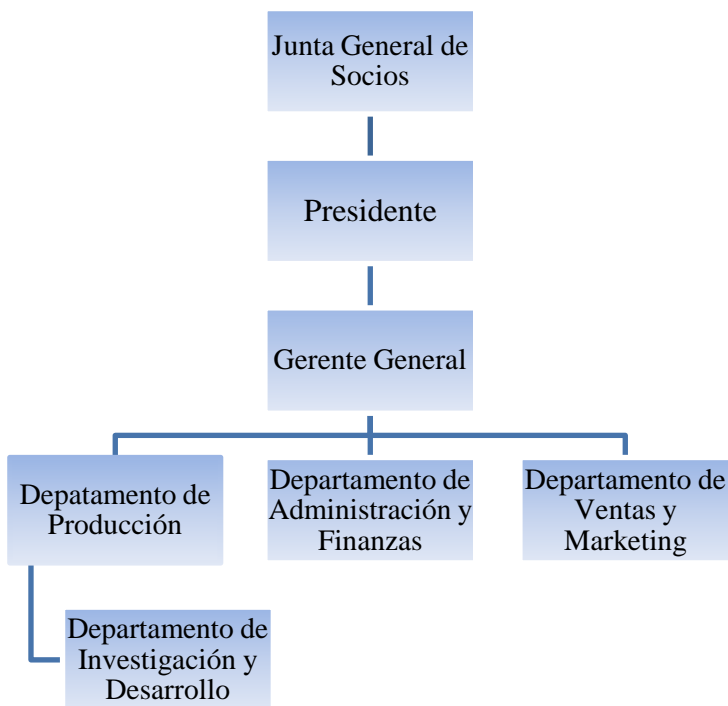 Junta General de
Socios
Presidente
Gerente General
Depatamento de
Producción
Departamento de
Administración y
Finanzas
Departamento de
Ventas y
Marketing
Departamento de
Investigación y
Desarrollo